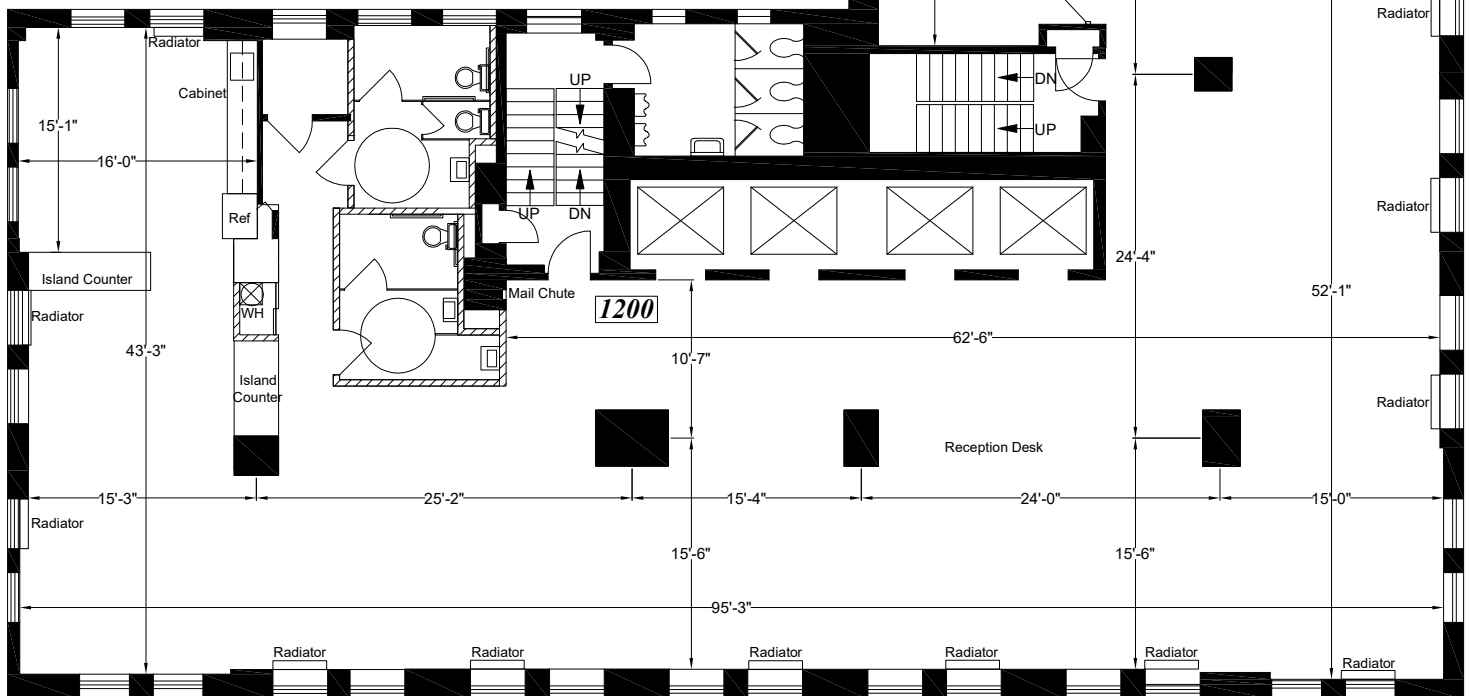 Radiator
Radiator
UP
DN
Cabinet
15'-1"
UP
16'-0"
Ref
UP
DN
Radiator
24'-4"
Island Counter
Mail Chute
52'-1"
1200
WH
Radiator
43'-3"
10'-7"
62'-6"
Island
Counter
Radiator
Reception Desk
15'-3"
25'-2"
15'-4"
24'-0"
15'-0"
Radiator
15'-6"
15'-6"
95'-3"
Radiator
Radiator
Radiator
Radiator
Radiator
Radiator